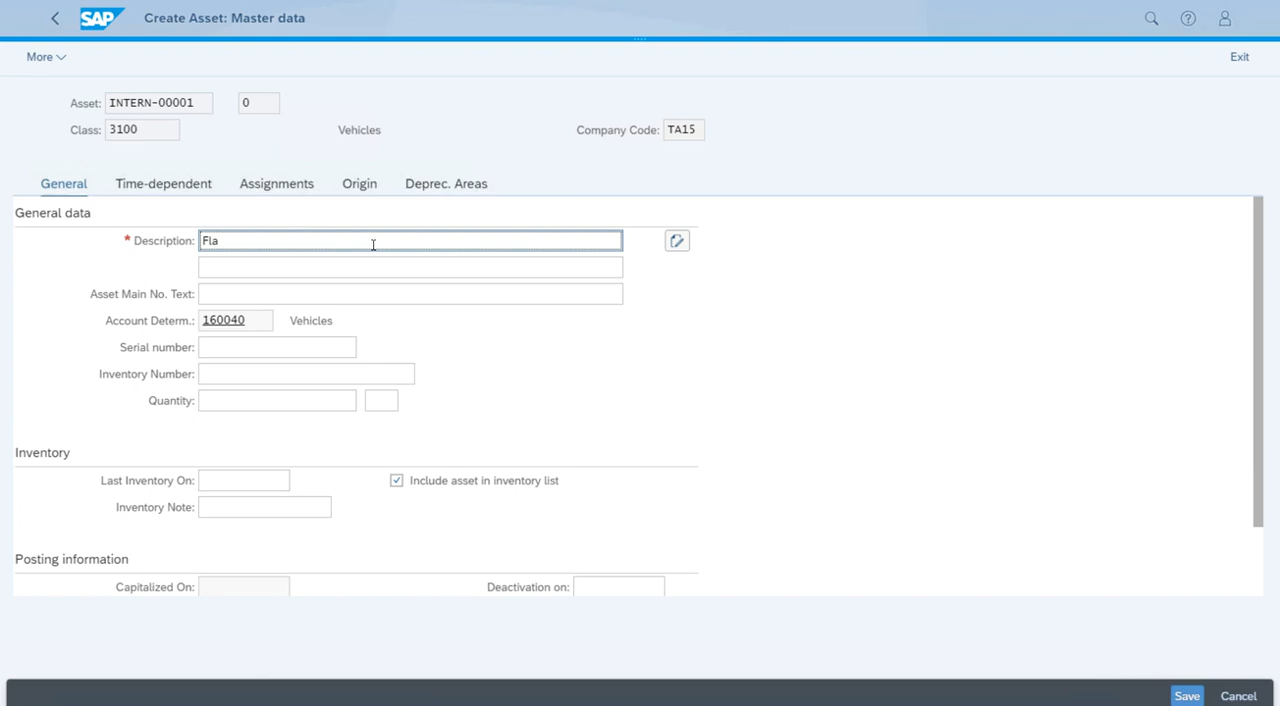 SAP Create Asset: Master data
More Exit
Asset: INTERN-00001 0
Class: 3100 Vehicles Company Code: TA15
General Time-dependent Assignments Origin Deprec. Areas
General data
* Description: Fla
Asset Main No. Text:
Account Determ.: 160040 Vehicles
Serial number:
Inventory Number:
Quantity:
Inventory
Last Inventory On: Include asset in inventory list
Inventory Note:
Posting information
Capitalized On: Deactivation on:
Save Cancel